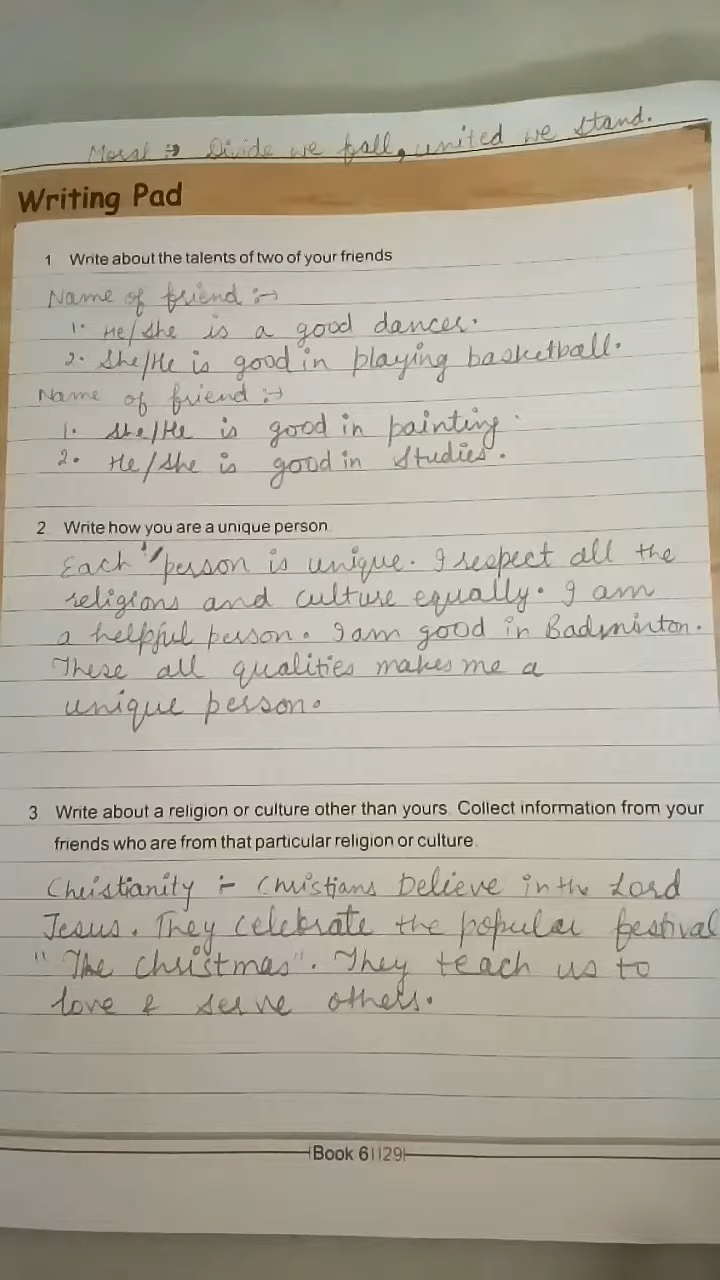 Moral :→ Divide we fall, united we stand.
Writing Pad
1 Write about the talents of two of your friends
Name of friend :→
1. He/She is a good dancer.
2. She/He is good in playing basketball.
Name of friend :→
1. She/He is good in painting.
2. He/She is good in studies.
2 Write how you are a unique person.
Each person is unique. I respect all the
religions and culture equally. I am
a helpful person. I am good in Badminton.
These all qualities makes me a
unique person.
3 Write about a religion or culture other than yours. Collect information from your
friends who are from that particular religion or culture.
Christianity :- Christians believe in the Lord
Jesus. They celebrate the popular festival
"The Christmas". They teach us to
love & serve others.
Book 6||29|